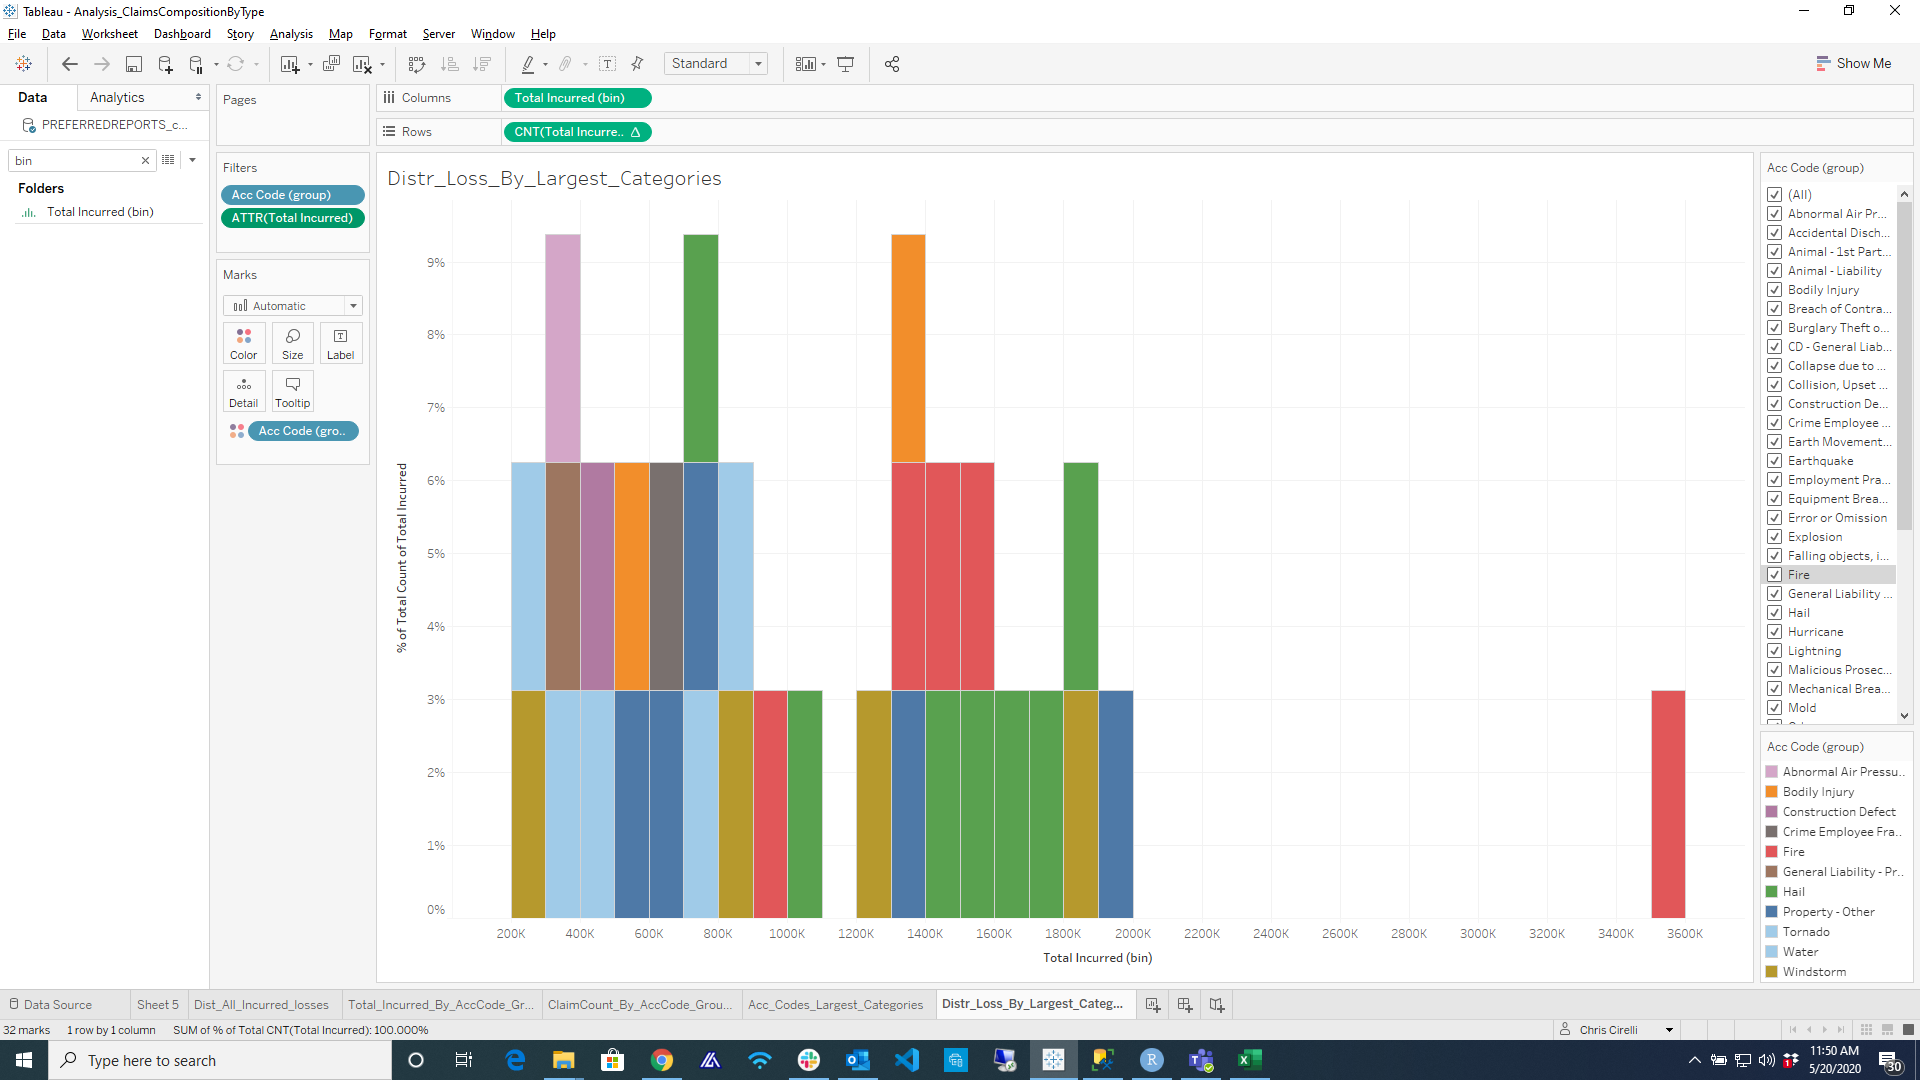 Tableau - Analysis_ClaimsCompositionByType
File Data Worksheet Dashboard Story Analysis Map Format Server Window Help
Standard
Show Me
Data Analytics
PREFERREDREPORTS_c...
bin
Folders
Total Incurred (bin)
Pages
Filters
Acc Code (group)
ATTR(Total Incurred)
Marks
Automatic
Color Size Label
Detail Tooltip
Acc Code (gro..
Columns Total Incurred (bin)
Rows CNT(Total Incurre.. Δ
Distr_Loss_By_Largest_Categories
% of Total Count of Total Incurred
9%
8%
7%
6%
5%
4%
3%
2%
1%
0%
200K 400K 600K 800K 1000K 1200K 1400K 1600K 1800K 2000K 2200K 2400K 2600K 2800K 3000K 3200K 3400K 3600K
Total Incurred (bin)
Acc Code (group)
(All)
Abnormal Air Pr...
Accidental Disch...
Animal - 1st Part...
Animal - Liability
Bodily Injury
Breach of Contra...
Burglary Theft o...
CD - General Liab...
Collapse due to ...
Collision, Upset ...
Construction De...
Crime Employee ...
Earth Movement...
Earthquake
Employment Pra...
Equipment Brea...
Error or Omission
Explosion
Falling objects, i...
Fire
General Liability ...
Hail
Hurricane
Lightning
Malicious Prosec...
Mechanical Brea...
Mold
Acc Code (group)
Abnormal Air Pressu..
Bodily Injury
Construction Defect
Crime Employee Fra..
Fire
General Liability - Pr..
Hail
Property - Other
Tornado
Water
Windstorm
Data Source Sheet 5 Dist_All_Incurred_losses Total_Incurred_By_AccCode_Gr... ClaimCount_By_AccCode_Grou... Acc_Codes_Largest_Categories Distr_Loss_By_Largest_Categ...
32 marks 1 row by 1 column SUM of % of Total CNT(Total Incurred): 100.000%
Chris Cirelli
Type here to search
11:50 AM
5/20/2020
30